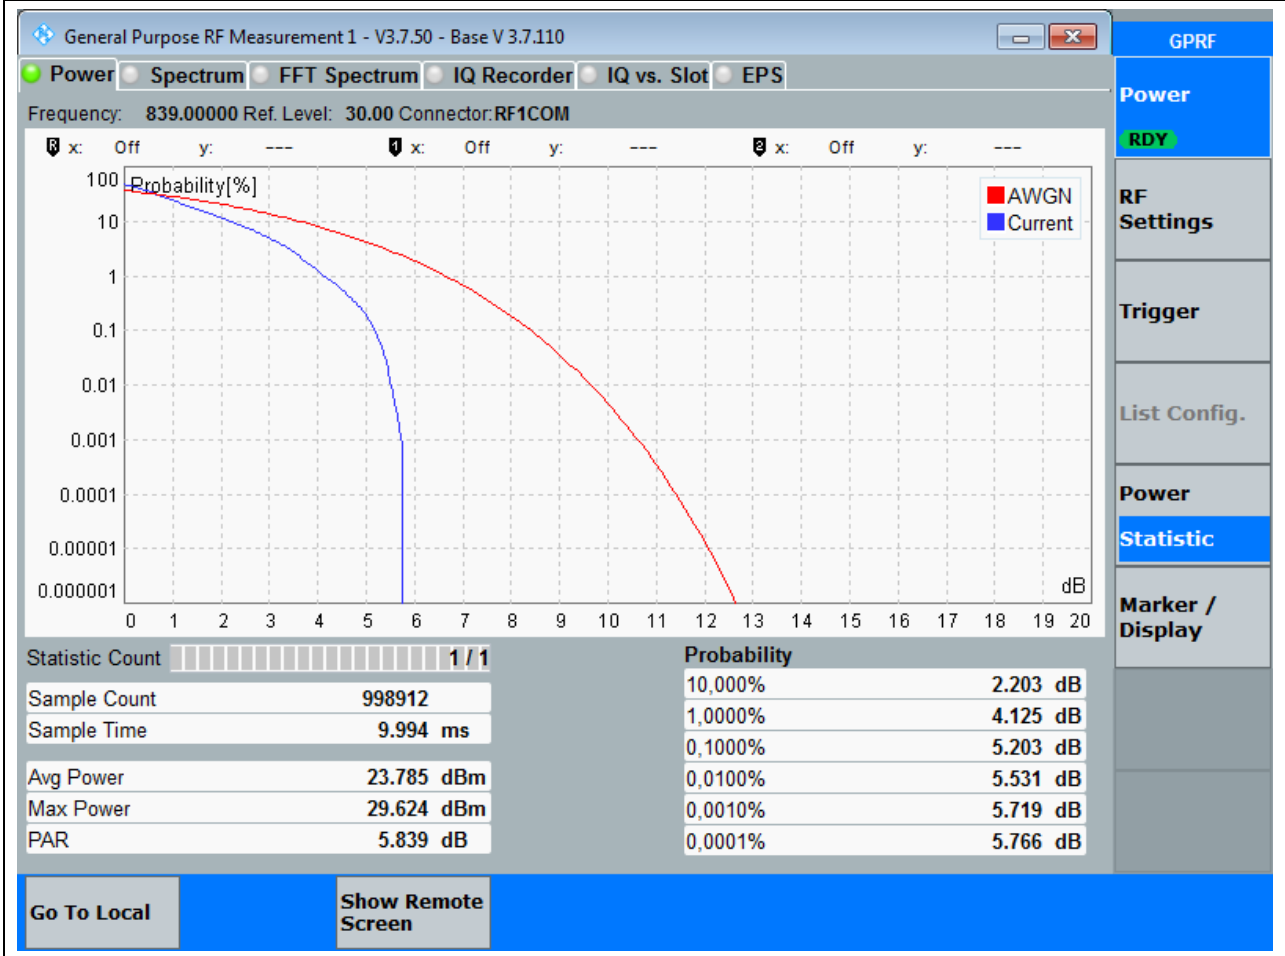 General Purpose RF Measurement 1 - V3.7.50 - Base V 3.7.110
GPRF
Power Spectrum FFT Spectrum IQ Recorder IQ vs. Slot EPS
Power
RDY
Frequency: 839.00000 Ref. Level: 30.00 Connector:RF1COM
R x: Off y: --- 1 x: Off y: --- 2 x: Off y: ---
Probability[%]
AWGN
Current
100
10
1
0.1
0.01
0.001
0.0001
0.00001
0.000001
dB
0 1 2 3 4 5 6 7 8 9 10 11 12 13 14 15 16 17 18 19 20
RF
Settings
Trigger
List Config.
Power
Statistic
Marker /
Display
Statistic Count 1 / 1
Sample Count 998912
Sample Time 9.994 ms
Avg Power 23.785 dBm
Max Power 29.624 dBm
PAR 5.839 dB
Probability
10,000% 2.203 dB
1,0000% 4.125 dB
0,1000% 5.203 dB
0,0100% 5.531 dB
0,0010% 5.719 dB
0,0001% 5.766 dB
Go To Local
Show Remote
Screen